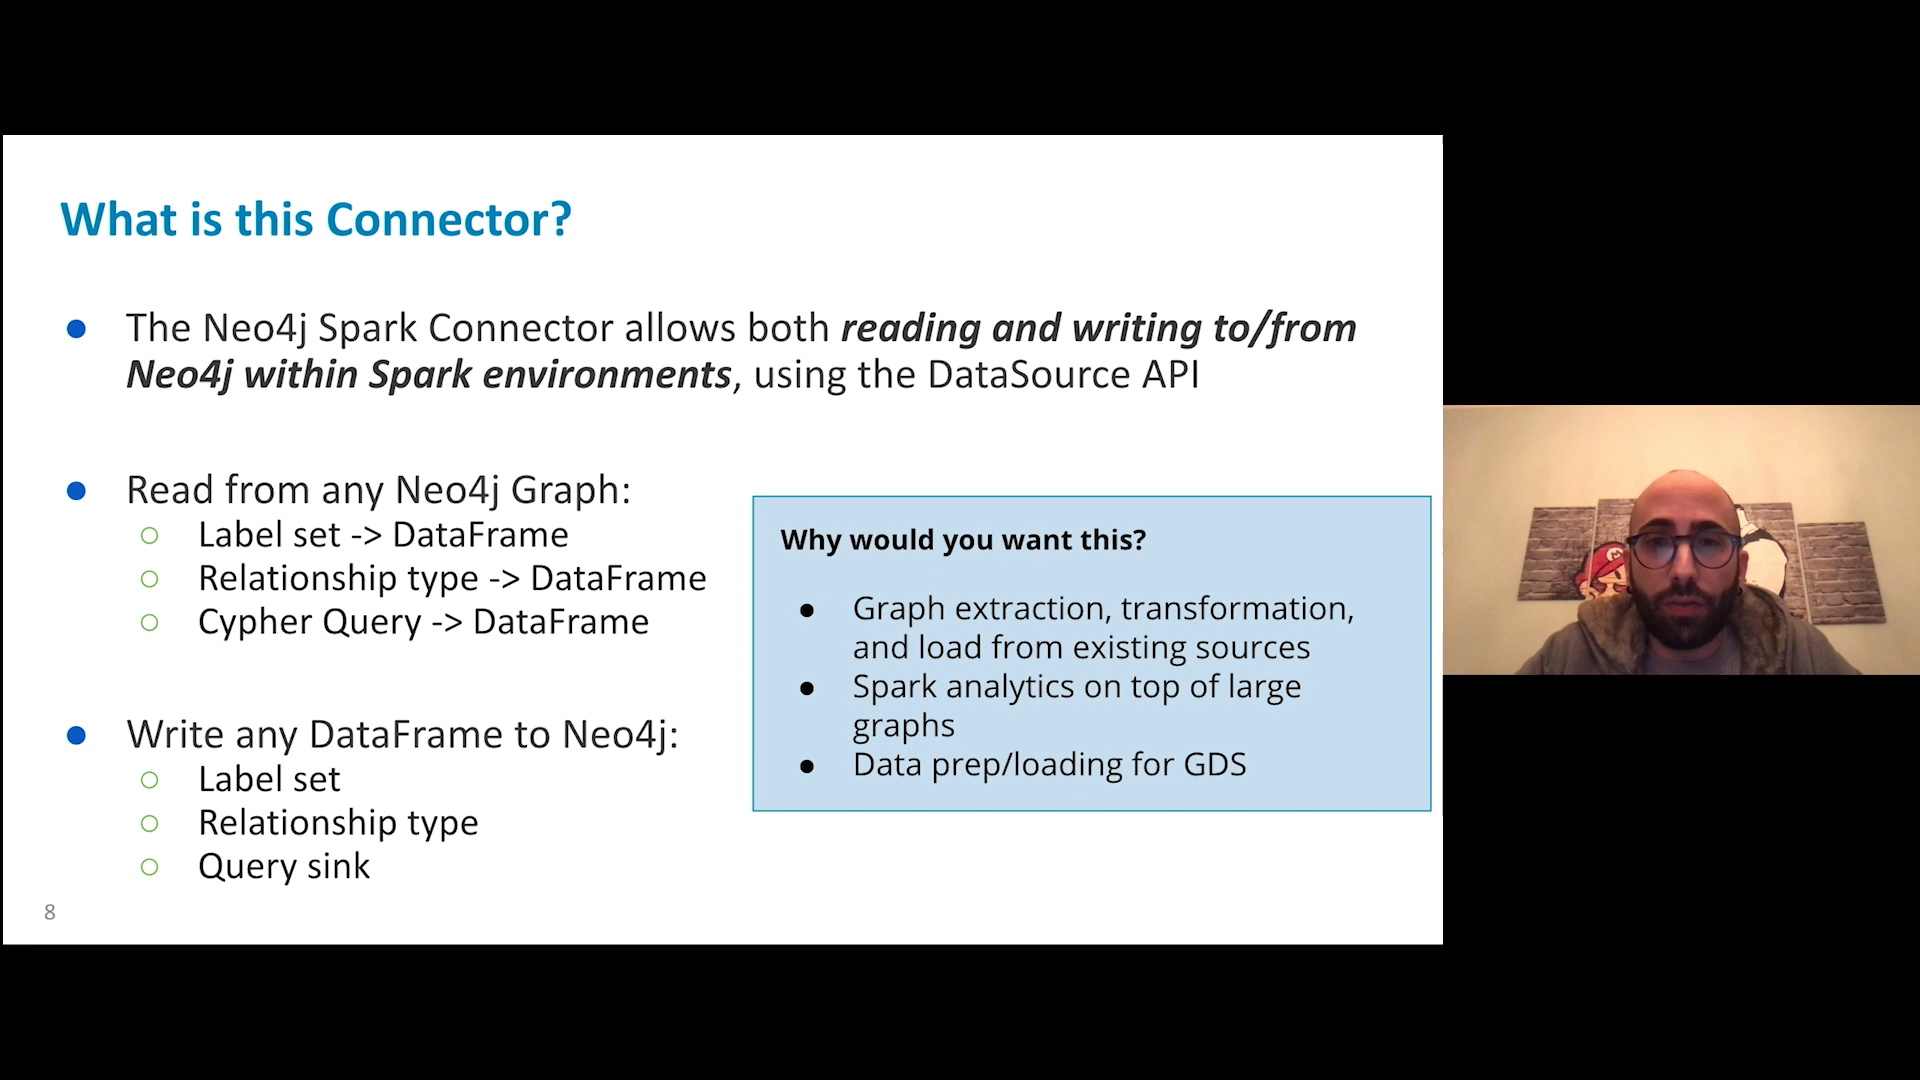 What is this Connector?
● The Neo4j Spark Connector allows both reading and writing to/from
Neo4j within Spark environments, using the DataSource API
● Read from any Neo4j Graph:
○ Label set -> DataFrame
○ Relationship type -> DataFrame
○ Cypher Query -> DataFrame
● Write any DataFrame to Neo4j:
○ Label set
○ Relationship type
○ Query sink
Why would you want this?
● Graph extraction, transformation,
and load from existing sources
● Spark analytics on top of large
graphs
● Data prep/loading for GDS
8